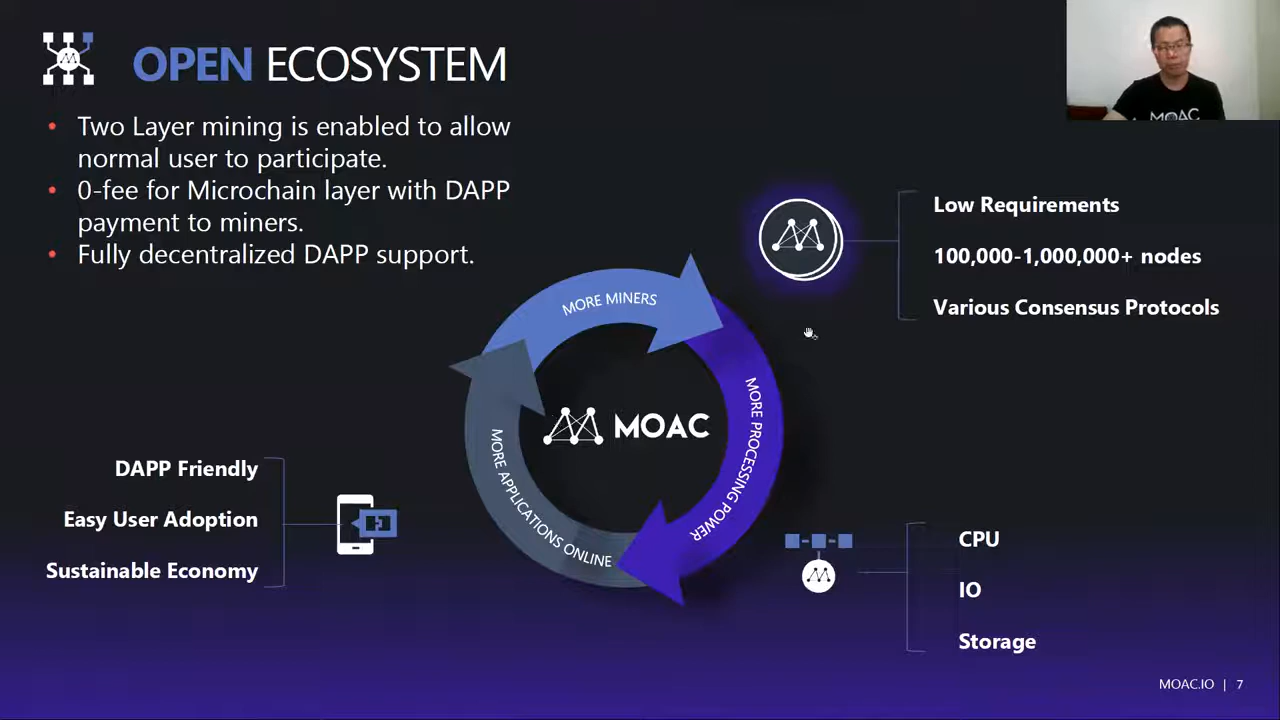 OPEN ECOSYSTEM
• Two Layer mining is enabled to allow
normal user to participate.
• 0-fee for Microchain layer with DAPP
payment to miners.
• Fully decentralized DAPP support.
MOAC
Low Requirements
100,000-1,000,000+ nodes
Various Consensus Protocols
MORE MINERS
MORE PROCESSING POWER
MORE APPLICATIONS ONLINE
MOAC
DAPP Friendly
Easy User Adoption
Sustainable Economy
CPU
IO
Storage
MOAC.IO | 7